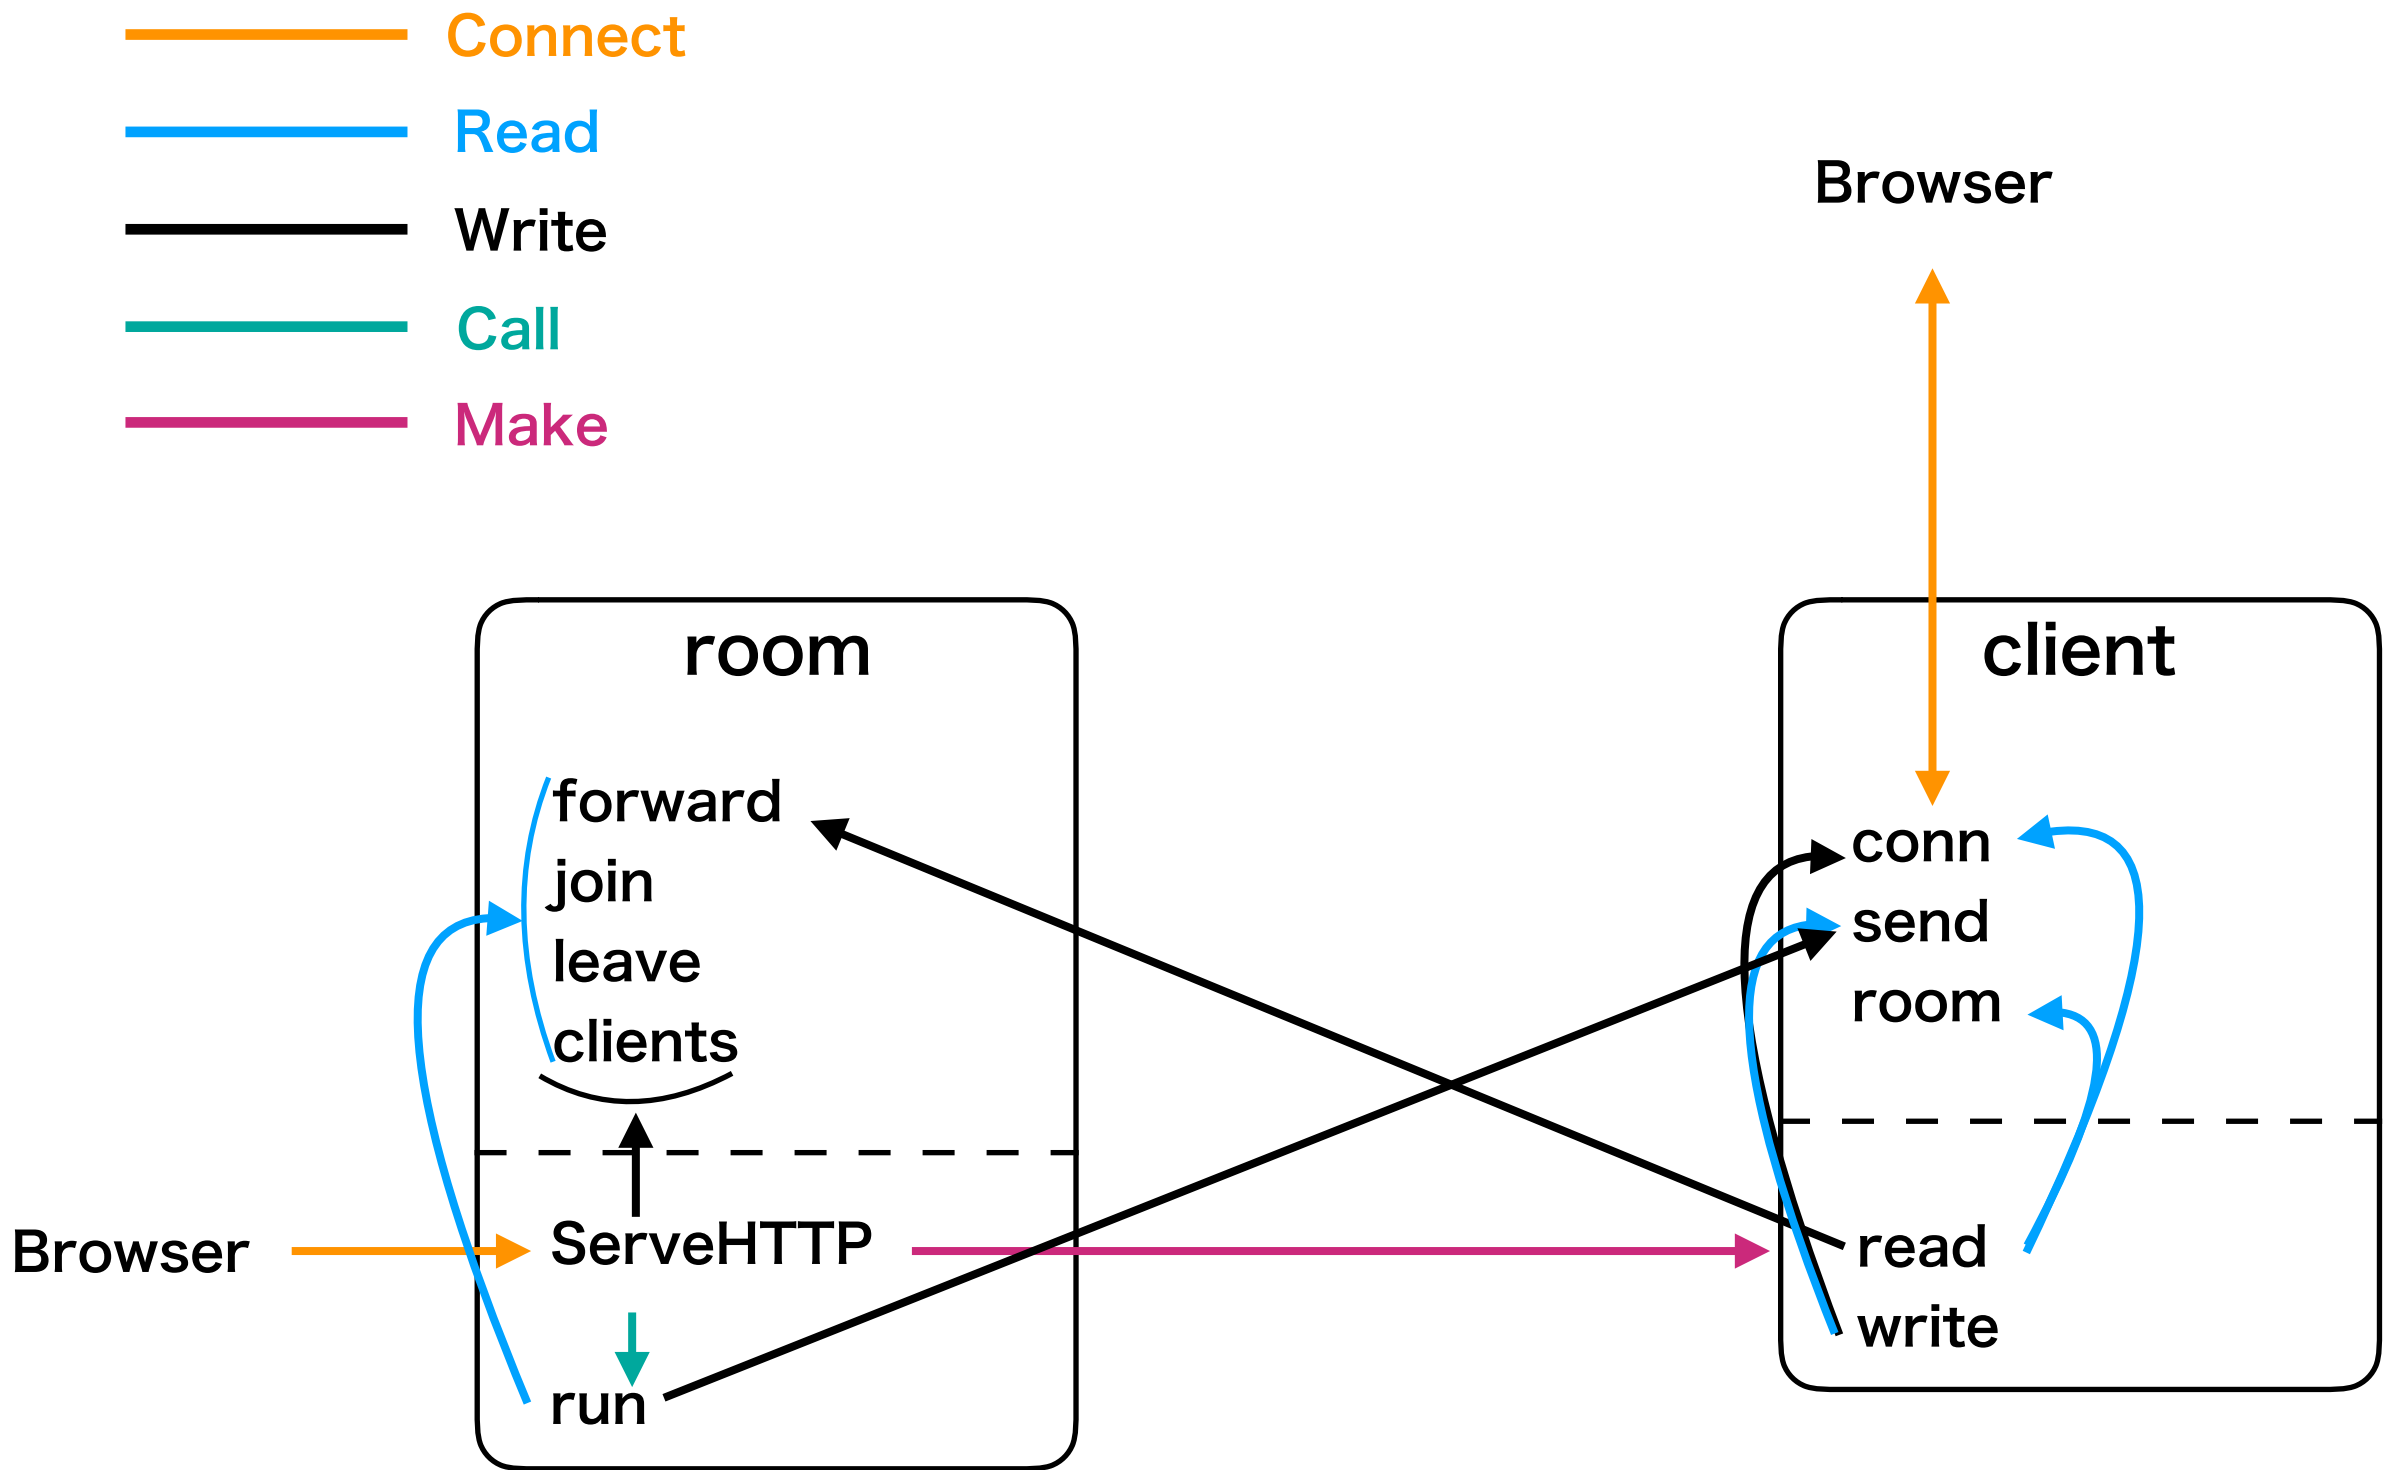 Connect
Read
Write
Call
Make
Browser
room
forward
join
leave
clients
Browser
ServeHTTP
run
client
conn
send
room
read
write